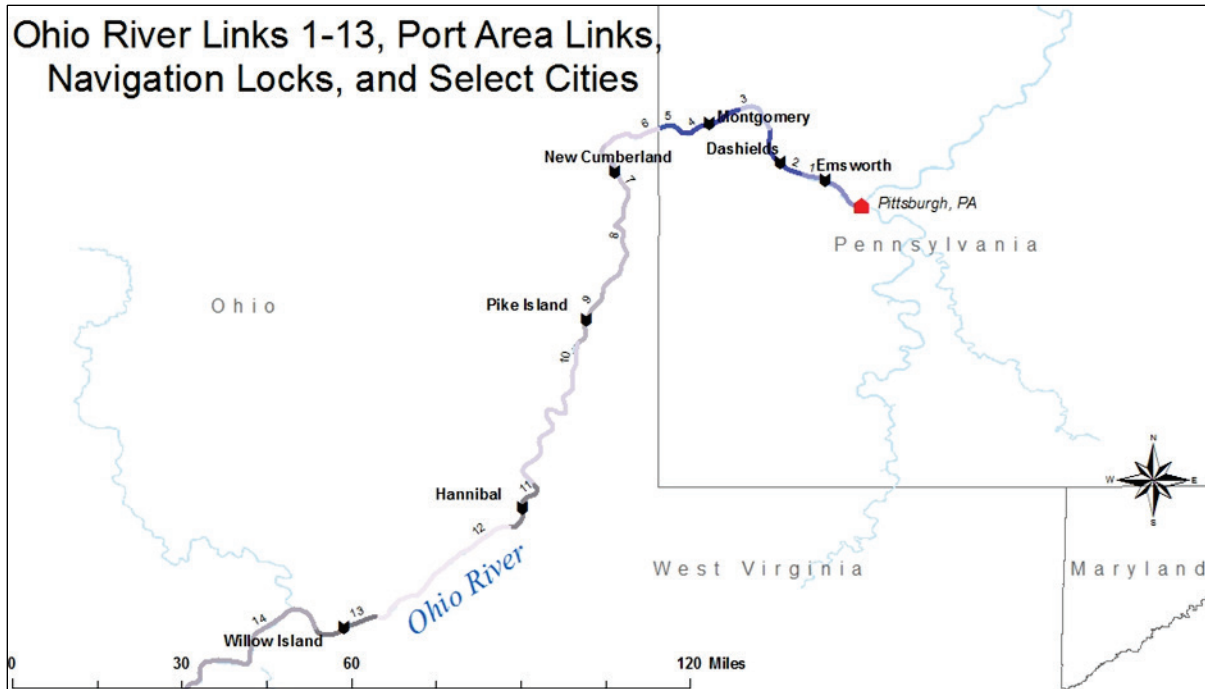 Ohio River Links 1-13, Port Area Links,
Navigation Locks, and Select Cities
3
Montgomery
6
5
4
Dashields
2
1
Emsworth
New Cumberland
7
Pittsburgh, PA
Pennsylvania
8
Ohio
Pike Island
9
10
N
W
E
S
Hannibal
11
12
Ohio River
West Virginia
Maryland
14
13
Willow Island
0
30
60
120 Miles